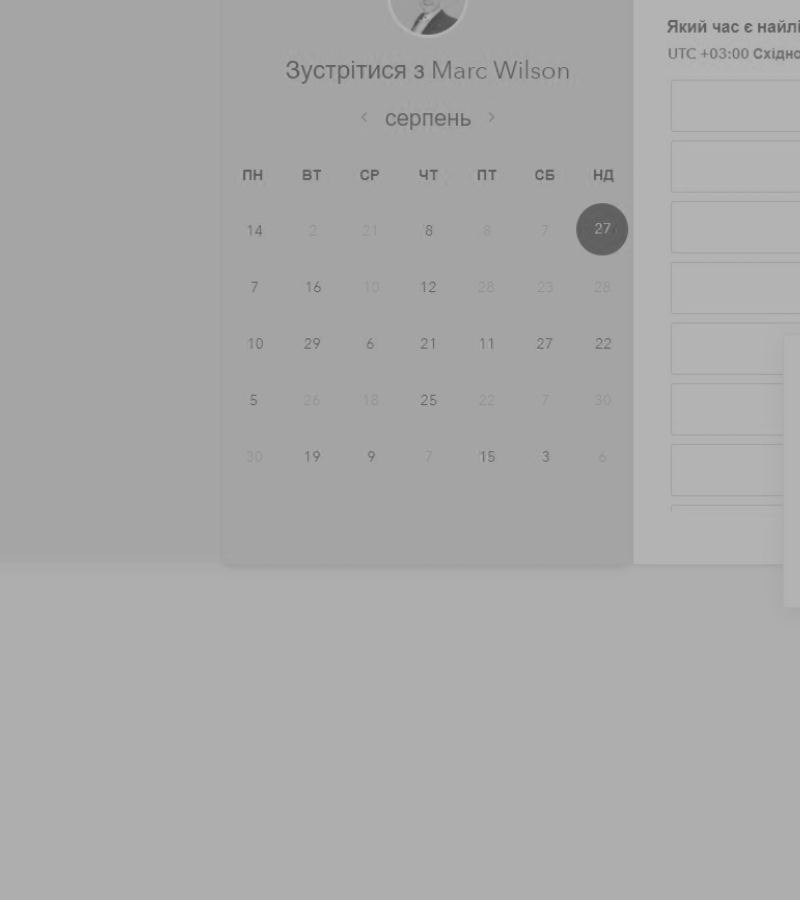 Зустрітися з Marc Wilson
серпень
ПН ВТ СР ЧТ ПТ СБ НД
14 2 21 8 8 7 27
7 16 10 12 28 23 28
10 29 6 21 11 27 22
5 26 18 25 22 7 30
30 19 9 7 15 3 6
Який час є найлі
UTC +03:00 Східно